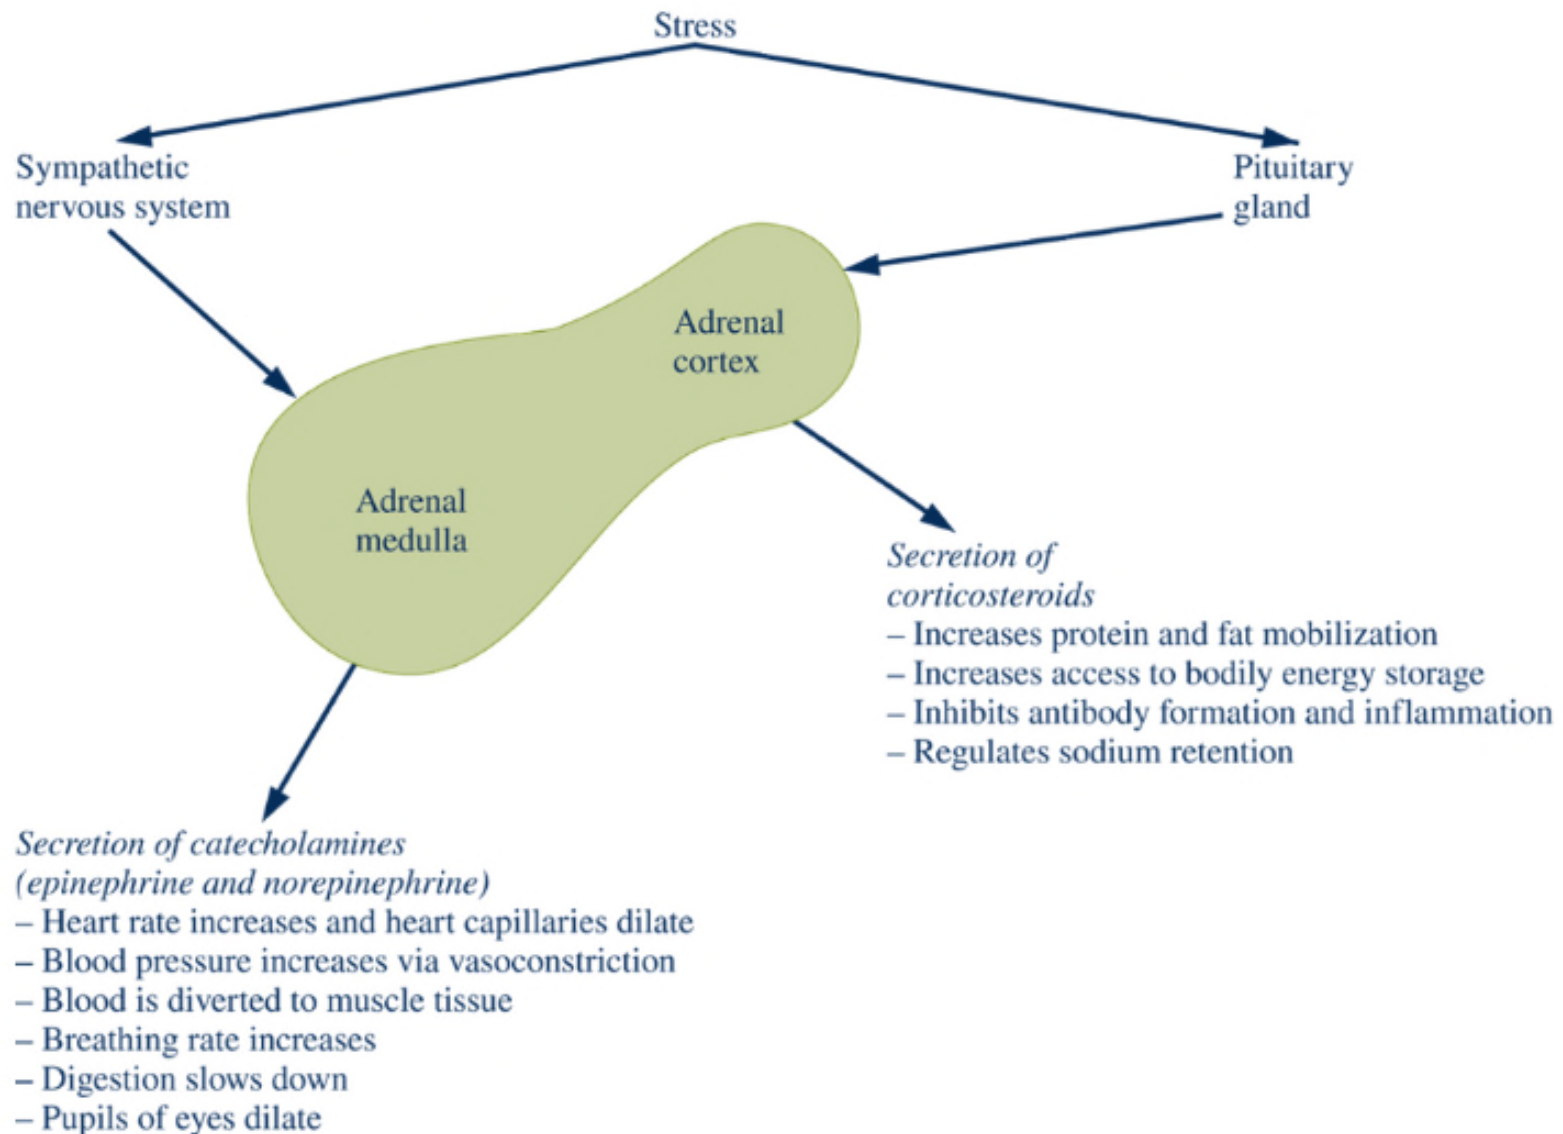 Stress
Sympathetic
nervous system
Pituitary
gland
Adrenal
cortex
Adrenal
medulla
Secretion of
corticosteroids
– Increases protein and fat mobilization
– Increases access to bodily energy storage
– Inhibits antibody formation and inflammation
– Regulates sodium retention
Secretion of catecholamines
(epinephrine and norepinephrine)
– Heart rate increases and heart capillaries dilate
– Blood pressure increases via vasoconstriction
– Blood is diverted to muscle tissue
– Breathing rate increases
– Digestion slows down
– Pupils of eyes dilate